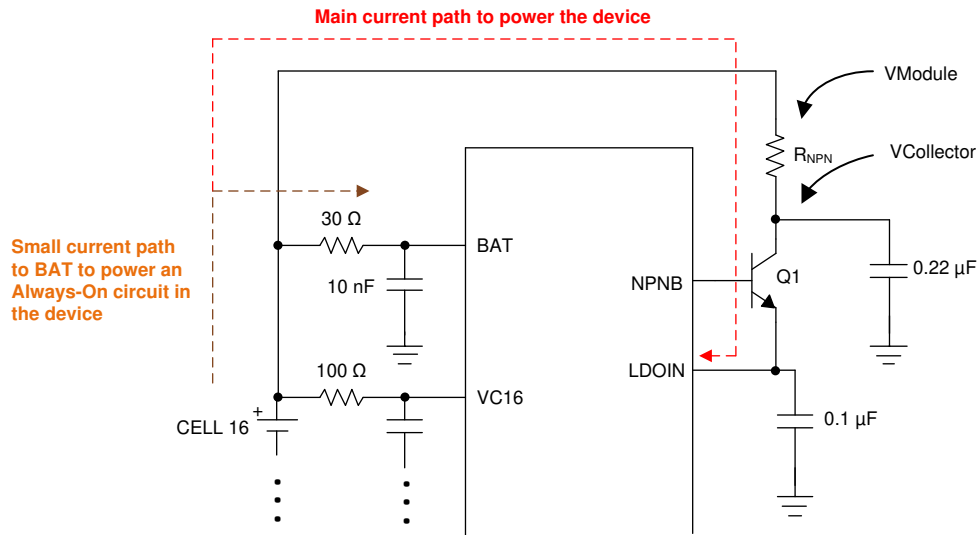 Main current path to power the device
VModule
RNPN
VCollector
30 Ω
BAT
Small current path
to BAT to power an
Always-On circuit in
the device
10 nF
NPNB
Q1
0.22 µF
100 Ω
LDOIN
VC16
+
CELL 16
0.1 µF